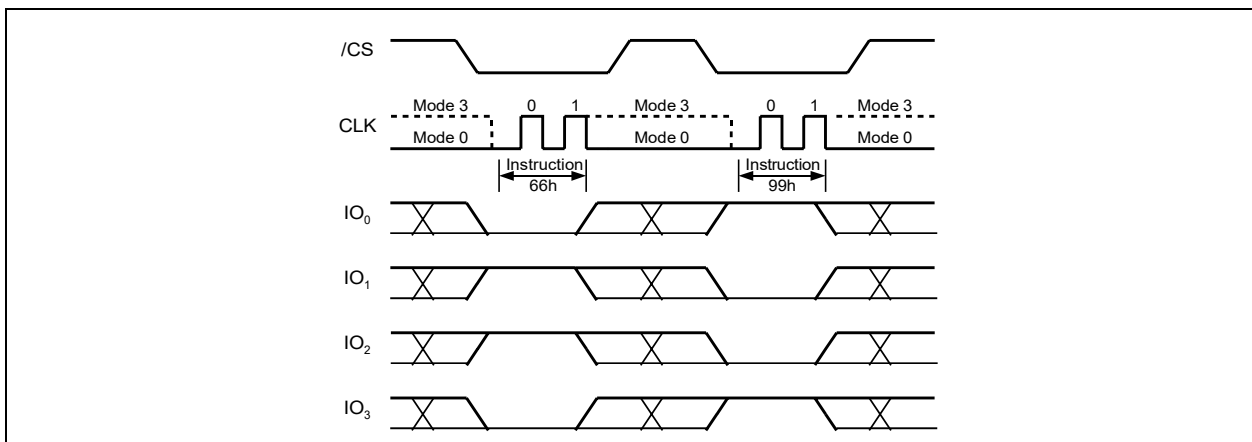 /CS
Mode 3 0 1 Mode 3 0 1 Mode 3
CLK
Mode 0 Mode 0 Mode 0
Instruction Instruction
66h 99h
IO₀
IO₁
IO₂
IO₃